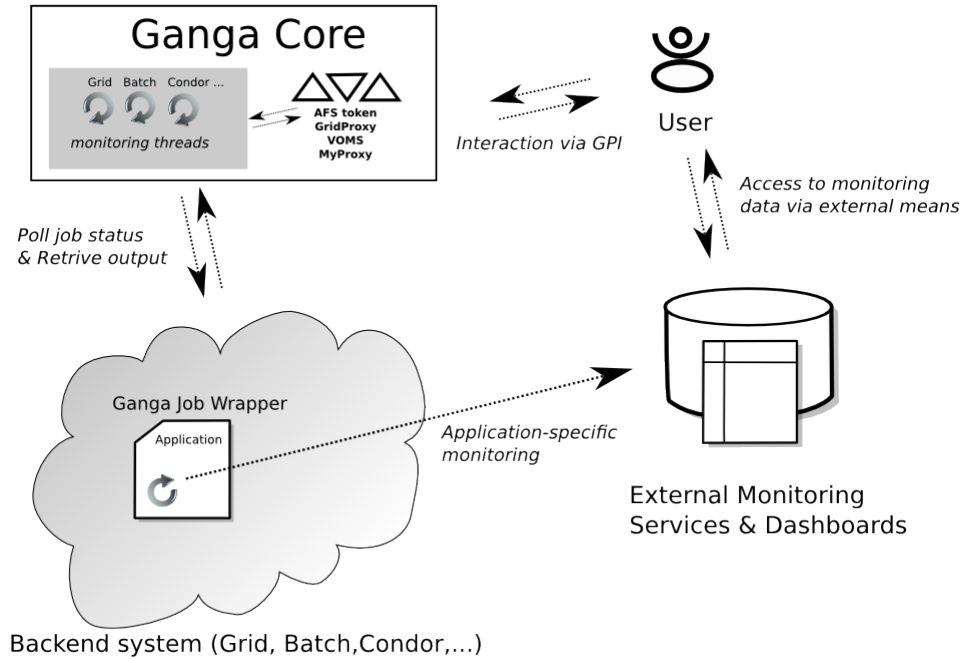 Ganga Core
Grid Batch Condor ...
monitoring threads
AFS token
GridProxy
VOMS
MyProxy
Interaction via GPI
User
Access to monitoring
data via external means
Poll job status
& Retrive output
Ganga Job Wrapper
Application
Application-specific
monitoring
External Monitoring
Services & Dashboards
Backend system (Grid, Batch,Condor,...)